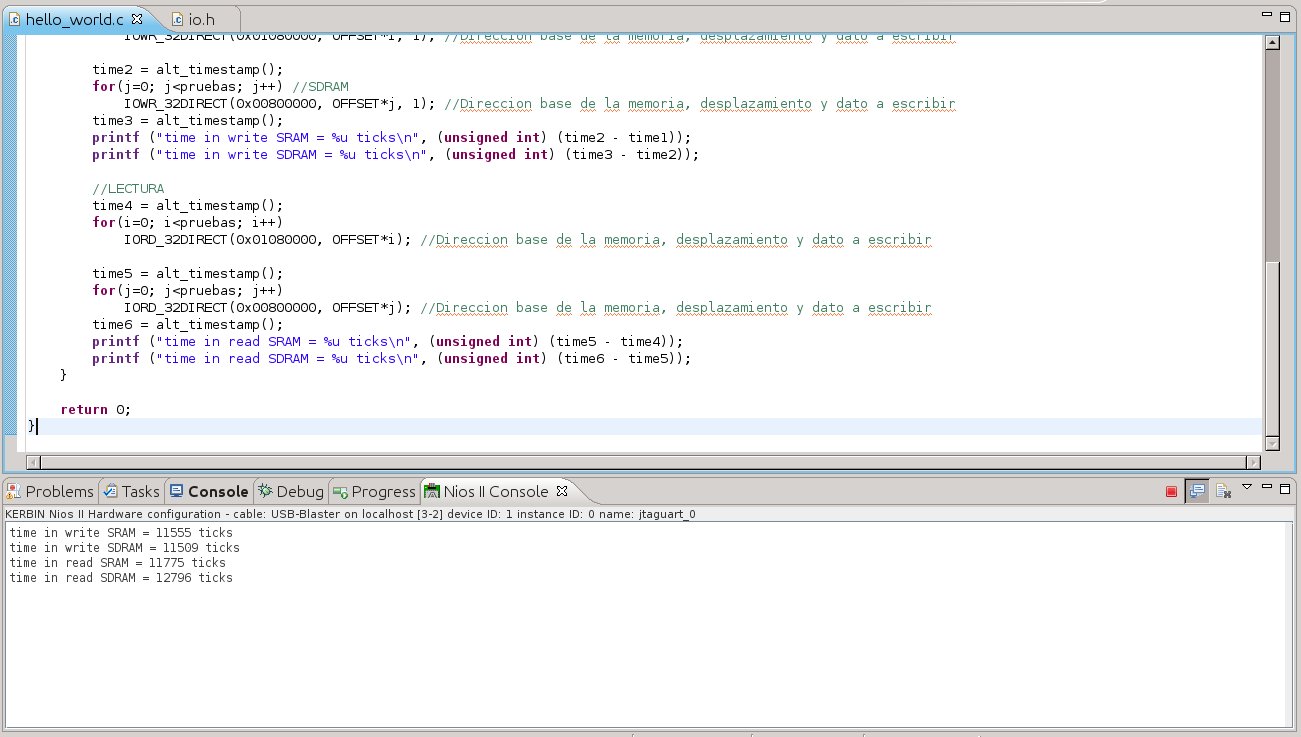 hello_world.c io.h
IOWR_32DIRECT(0x01080000, OFFSET*i, 1); //Direccion base de la memoria, desplazamiento y dato a escribir
time2 = alt_timestamp();
for(j=0; j<pruebas; j++) //SDRAM
IOWR_32DIRECT(0x00800000, OFFSET*j, 1); //Direccion base de la memoria, desplazamiento y dato a escribir
time3 = alt_timestamp();
printf ("time in write SRAM = %u ticks\n", (unsigned int) (time2 - time1));
printf ("time in write SDRAM = %u ticks\n", (unsigned int) (time3 - time2));
//LECTURA
time4 = alt_timestamp();
for(i=0; i<pruebas; i++)
IORD_32DIRECT(0x01080000, OFFSET*i); //Direccion base de la memoria, desplazamiento y dato a escribir
time5 = alt_timestamp();
for(j=0; j<pruebas; j++)
IORD_32DIRECT(0x00800000, OFFSET*j); //Direccion base de la memoria, desplazamiento y dato a escribir
time6 = alt_timestamp();
printf ("time in read SRAM = %u ticks\n", (unsigned int) (time5 - time4));
printf ("time in read SDRAM = %u ticks\n", (unsigned int) (time6 - time5));
}
return 0;
}
Problems Tasks Console Debug Progress Nios II Console
KERBIN Nios II Hardware configuration - cable: USB-Blaster on localhost [3-2] device ID: 1 instance ID: 0 name: jtaguart_0
time in write SRAM = 11555 ticks
time in write SDRAM = 11509 ticks
time in read SRAM = 11775 ticks
time in read SDRAM = 12796 ticks